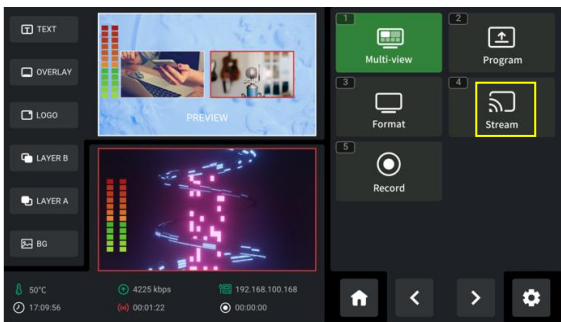 TEXT
OVERLAY
LOGO
LAYER B
LAYER A
BG
PREVIEW
50°C
4225 kbps
192.168.100.168
17:09:56
00:01:22
00:00:00
1
Multi-view
2
Program
3
Format
4
Stream
5
Record